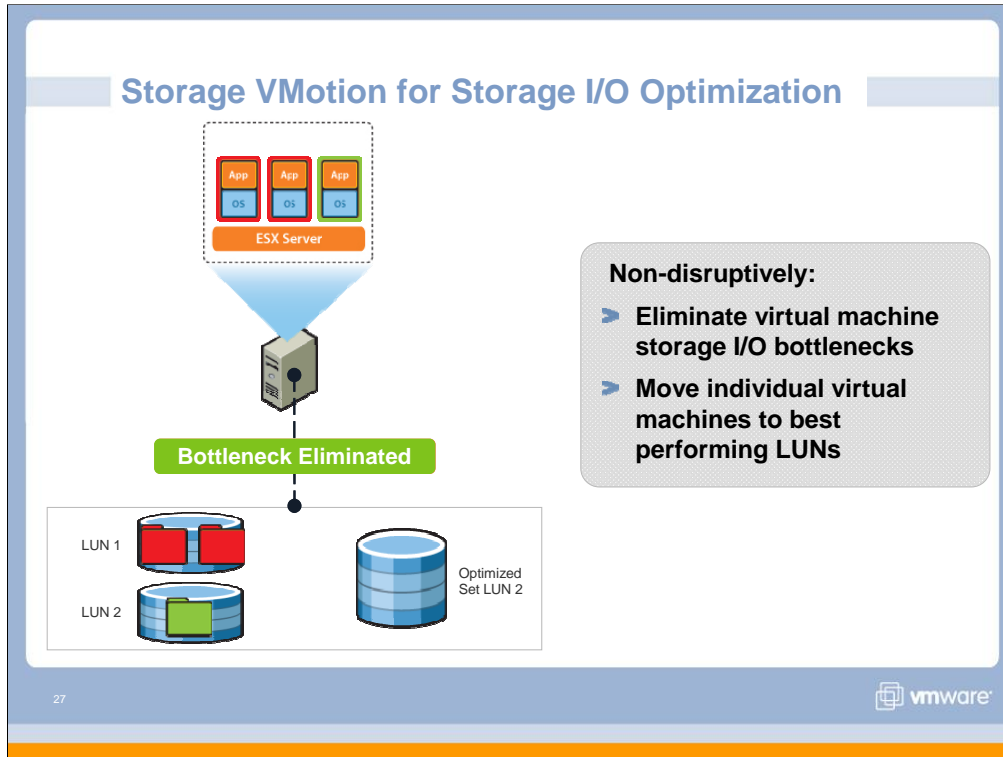 Storage VMotion for Storage I/O Optimization
App App App
OS OS OS
ESX Server
Bottleneck Eliminated
LUN 1
LUN 2
Optimized
Set LUN 2
Non-disruptively:
Eliminate virtual machine
storage I/O bottlenecks
Move individual virtual
machines to best
performing LUNs
27
vmware